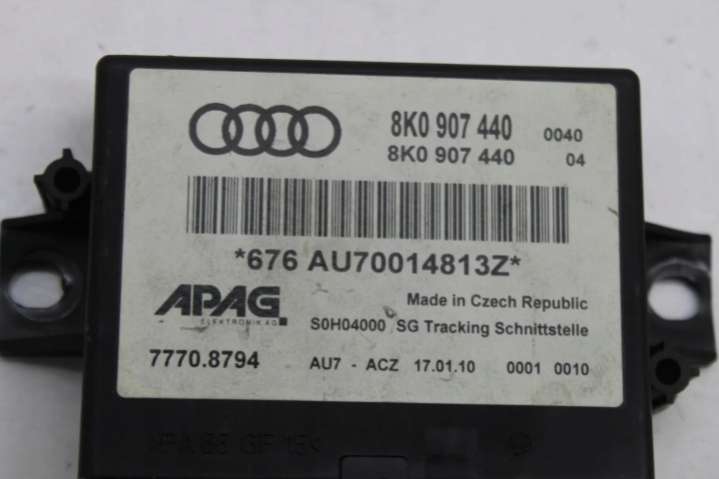 8K0 907 440 0040
8K0 907 440 04
*676 AU70014813Z*
APAG Made in Czech Republic
ELEKTRONIK AG S0H04000 SG Tracking Schnittstelle
7770.8794 AU7 - ACZ 17.01.10 0001 0010